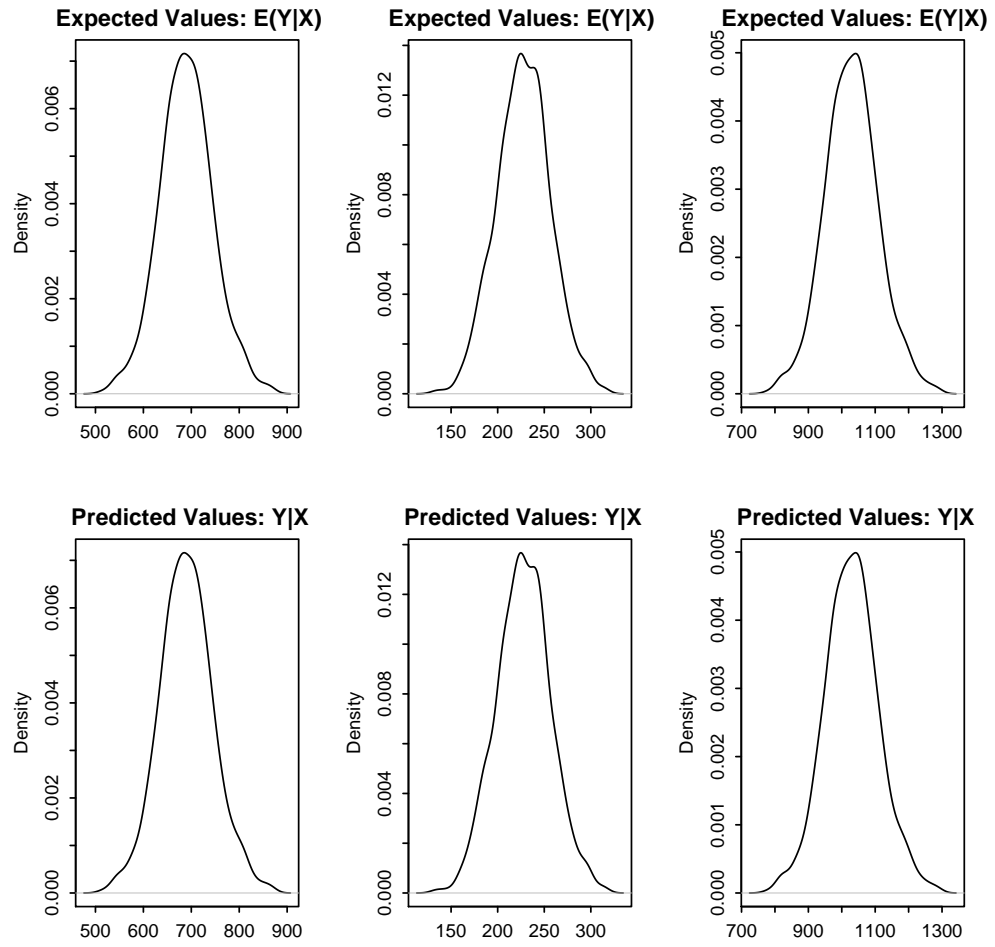 Expected Values: E(Y|X)
Density
0.000 0.002 0.004 0.006
500 600 700 800 900
Expected Values: E(Y|X)
Density
0.000 0.004 0.008 0.012
150 200 250 300
Expected Values: E(Y|X)
Density
0.000 0.001 0.002 0.003 0.004 0.005
700 900 1100 1300
Predicted Values: Y|X
Density
0.000 0.002 0.004 0.006
500 600 700 800 900
Predicted Values: Y|X
Density
0.000 0.004 0.008 0.012
150 200 250 300
Predicted Values: Y|X
Density
0.000 0.001 0.002 0.003 0.004 0.005
700 900 1100 1300